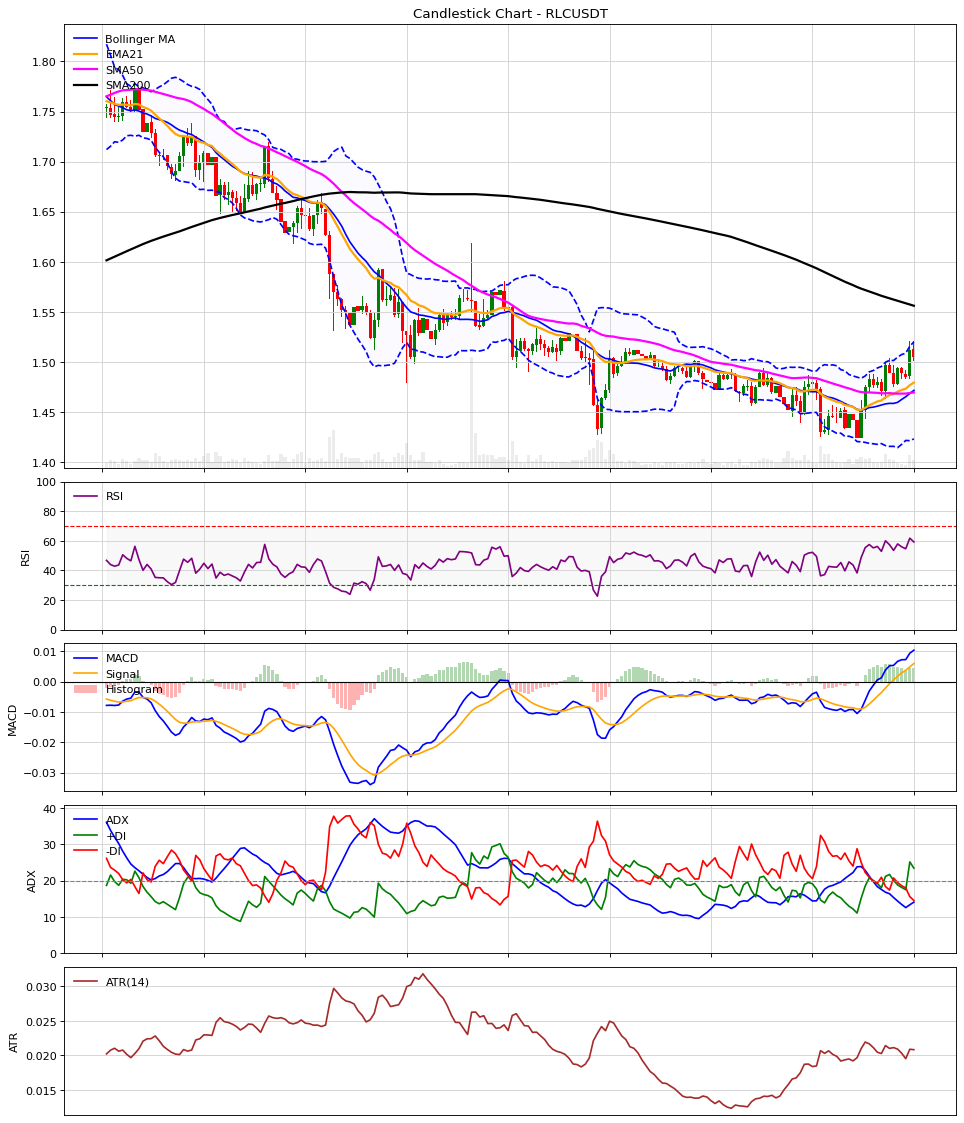 Candlestick Chart - RLCUSDT
Bollinger MA
EMA21
SMA50
SMA200
1.80
1.75
1.70
1.65
1.60
1.55
1.50
1.45
1.40
RSI
RSI
100
80
60
40
20
0
MACD
Signal
Histogram
MACD
0.01
0.00
−0.01
−0.02
−0.03
ADX
+DI
-DI
ADX
40
30
20
10
0
ATR(14)
ATR
0.030
0.025
0.020
0.015